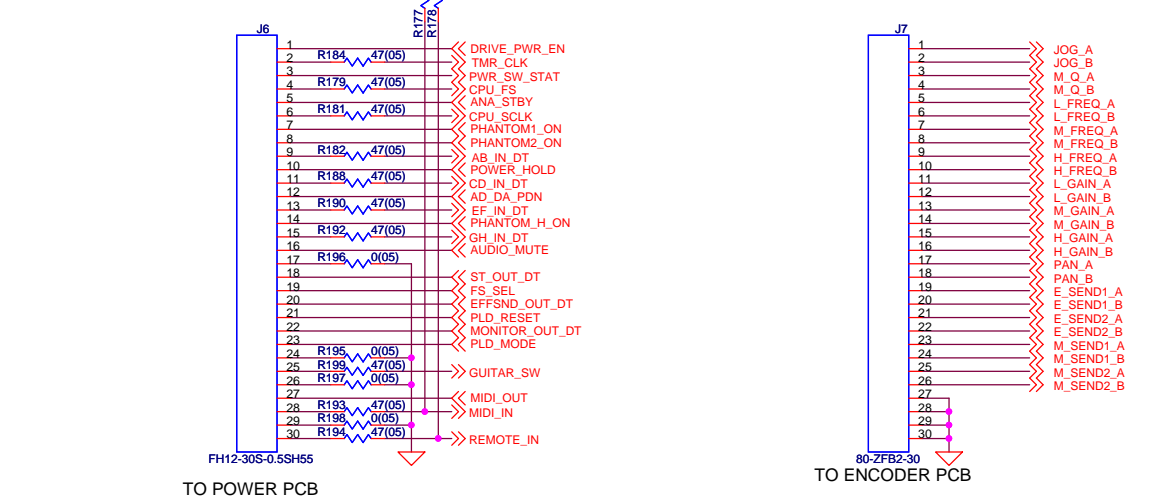 R177
R178
J6
1 DRIVE_PWR_EN
2 R184 47(05) TMR_CLK
3 PWR_SW_STAT
4 R179 47(05) CPU_FS
5 ANA_STBY
6 R181 47(05) CPU_SCLK
7 PHANTOM1_ON
8 PHANTOM2_ON
9 R182 47(05) AB_IN_DT
10 POWER_HOLD
11 R188 47(05) CD_IN_DT
12 AD_DA_PDN
13 R190 47(05) EF_IN_DT
14 PHANTOM_H_ON
15 R192 47(05) GH_IN_DT
16 AUDIO_MUTE
17 R196 0(05)
18 ST_OUT_DT
19 FS_SEL
20 EFFSND_OUT_DT
21 PLD_RESET
22 MONITOR_OUT_DT
23 PLD_MODE
24 R195 0(05)
25 R199 47(05) GUITAR_SW
26 R197 0(05)
27 MIDI_OUT
28 R193 47(05) MIDI_IN
29 R198 0(05)
30 R194 47(05) REMOTE_IN
FH12-30S-0.5SH55
TO POWER PCB
J7
1 JOG_A
2 JOG_B
3 M_Q_A
4 M_Q_B
5 L_FREQ_A
6 L_FREQ_B
7 M_FREQ_A
8 M_FREQ_B
9 H_FREQ_A
10 H_FREQ_B
11 L_GAIN_A
12 L_GAIN_B
13 M_GAIN_A
14 M_GAIN_B
15 H_GAIN_A
16 H_GAIN_B
17 PAN_A
18 PAN_B
19 E_SEND1_A
20 E_SEND1_B
21 E_SEND2_A
22 E_SEND2_B
23 M_SEND1_A
24 M_SEND1_B
25 M_SEND2_A
26 M_SEND2_B
27
28
29
30
80-ZFB2-30
TO ENCODER PCB